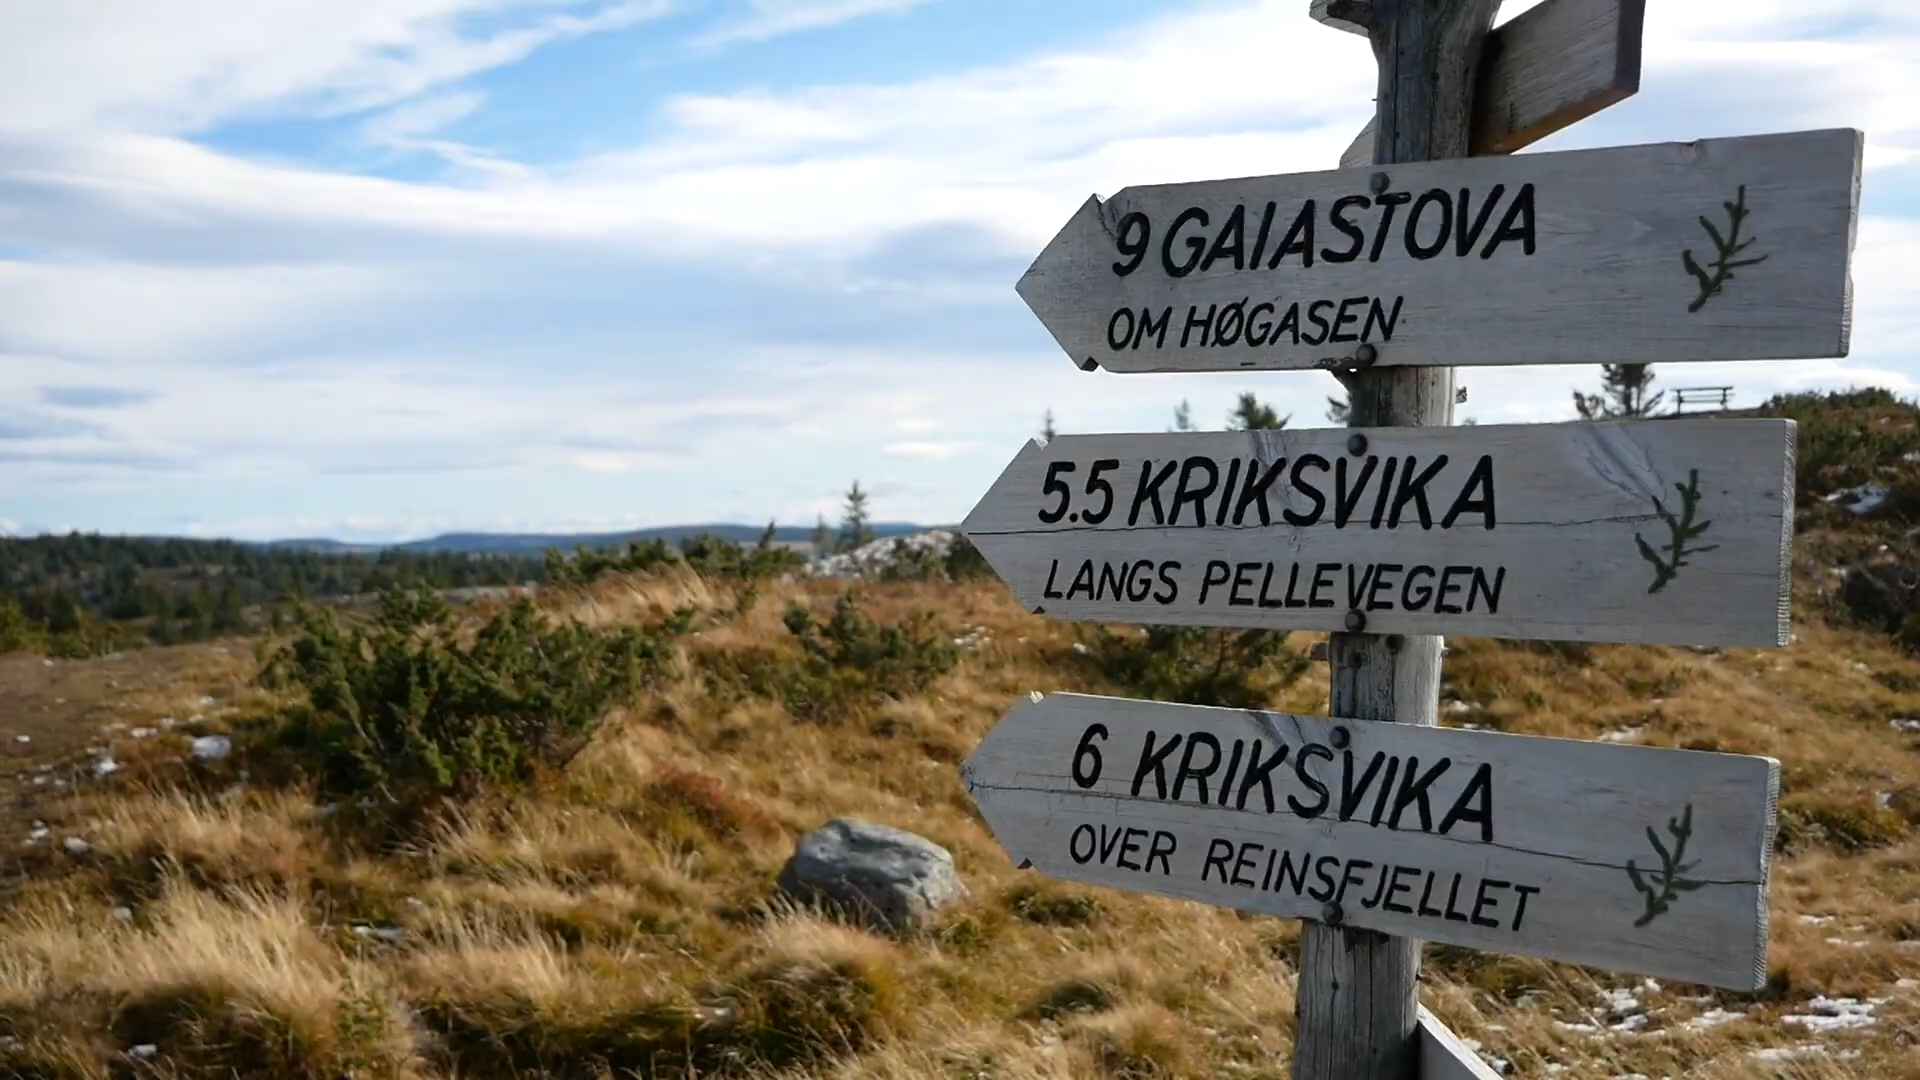 9 GAIASTOVA
OM HØGASEN
5.5 KRIKSVIKA
LANGS PELLEVEGEN
6 KRIKSVIKA
OVER REINSFJELLET